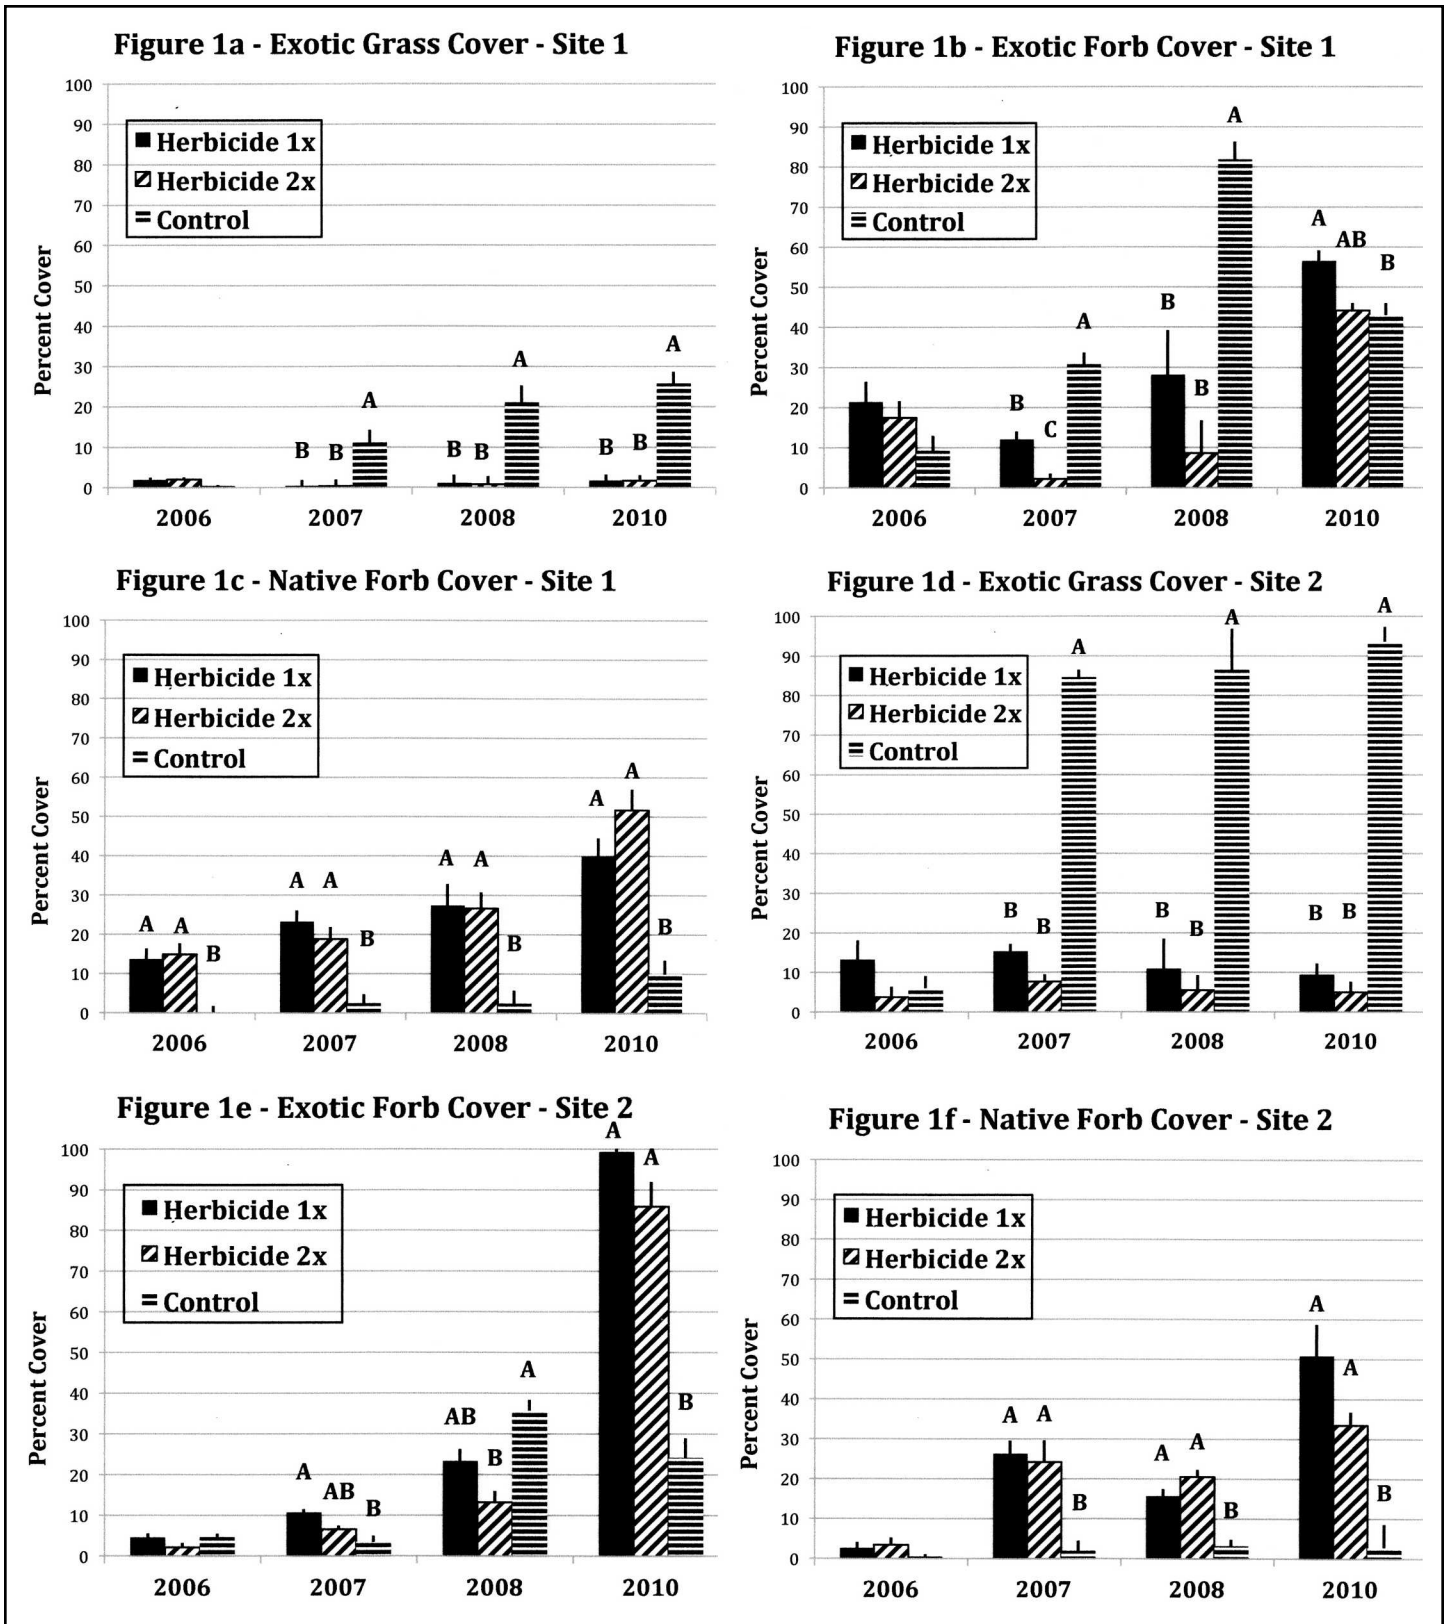 Figure 1a - Exotic Grass Cover - Site 1
Percent Cover
100
90
80
70
60
50
40
30
20
10
0
Herbicide 1x
Herbicide 2x
Control
B B A
B B A
B B A
2006 2007 2008 2010
Figure 1b - Exotic Forb Cover - Site 1
Percent Cover
100
90
80
70
60
50
40
30
20
10
0
Herbicide 1x
Herbicide 2x
Control
B C A
B B A
A AB B
2006 2007 2008 2010
Figure 1c - Native Forb Cover - Site 1
Percent Cover
100
90
80
70
60
50
40
30
20
10
0
Herbicide 1x
Herbicide 2x
Control
A A B
A A B
A A B
A A B
2006 2007 2008 2010
Figure 1d - Exotic Grass Cover - Site 2
Percent Cover
100
90
80
70
60
50
40
30
20
10
0
Herbicide 1x
Herbicide 2x
Control
B B A
B B A
B B A
2006 2007 2008 2010
Figure 1e - Exotic Forb Cover - Site 2
Percent Cover
100
90
80
70
60
50
40
30
20
10
0
Herbicide 1x
Herbicide 2x
Control
A AB B
AB B A
A A B
2006 2007 2008 2010
Figure 1f - Native Forb Cover - Site 2
Percent Cover
100
90
80
70
60
50
40
30
20
10
0
Herbicide 1x
Herbicide 2x
Control
A A B
A A B
A A B
2006 2007 2008 2010